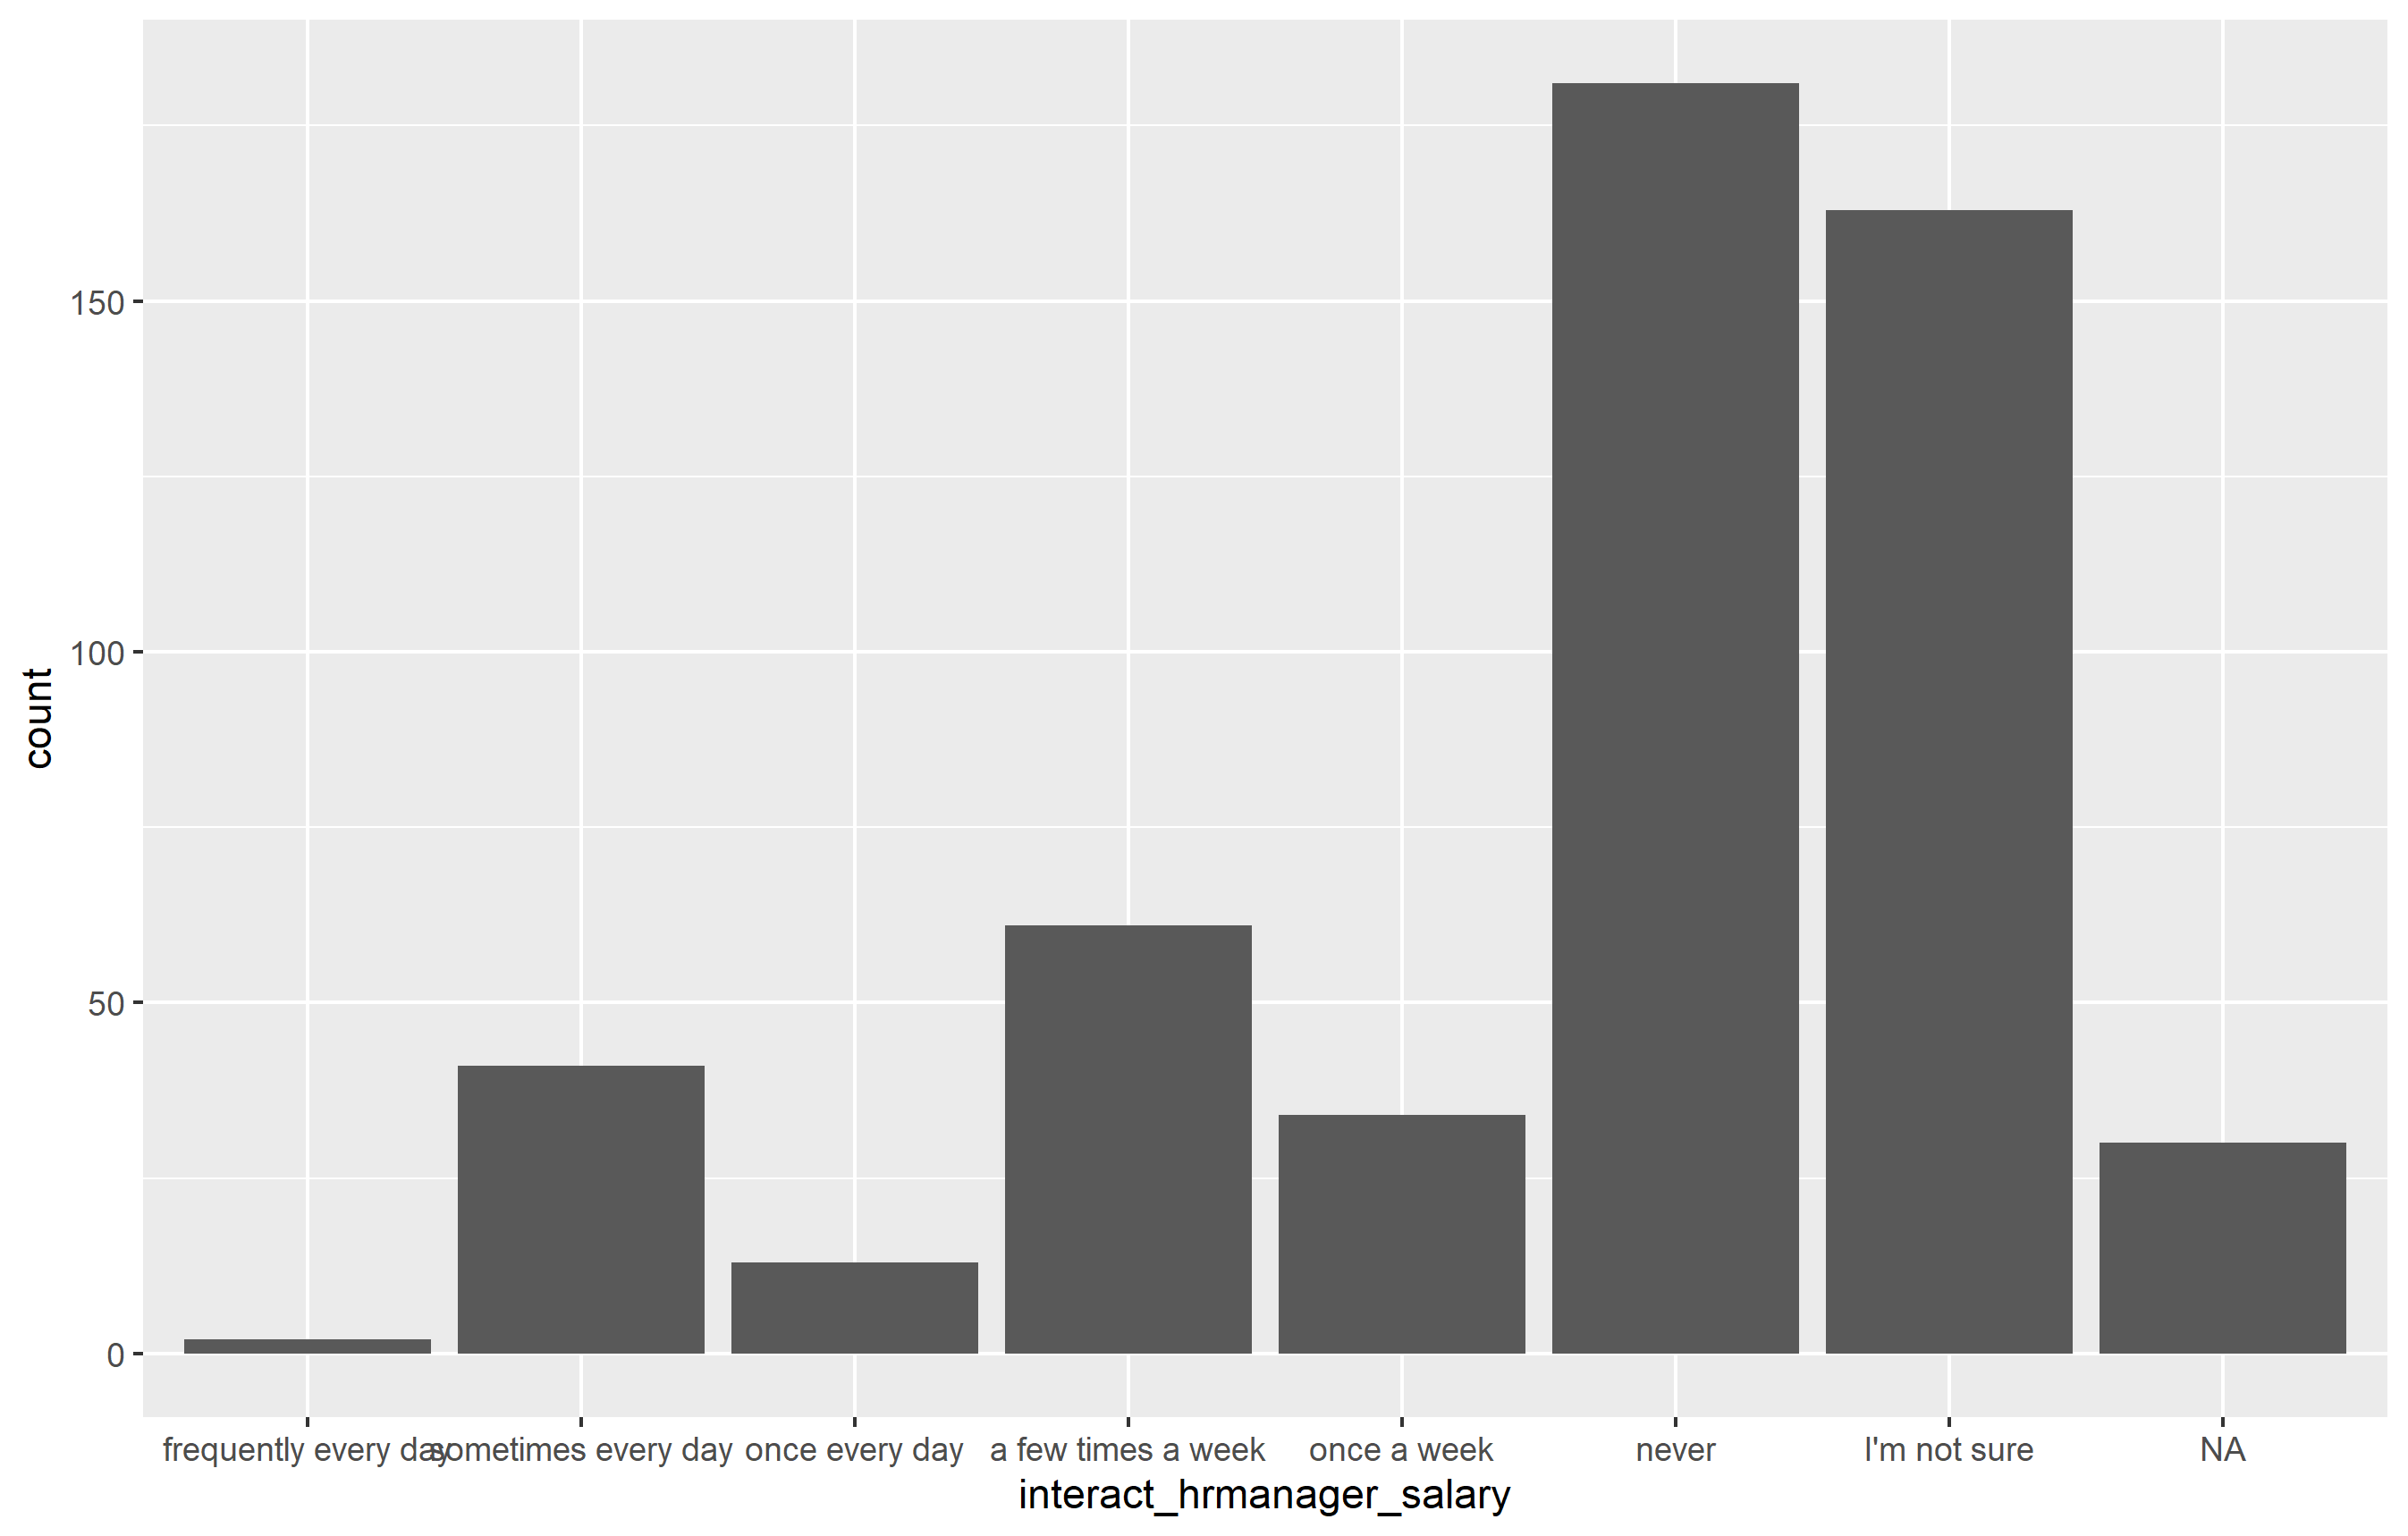 count
150
100
50
0
frequently every day sometimes every day once every day a few times a week once a week never I'm not sure NA
interact_hrmanager_salary